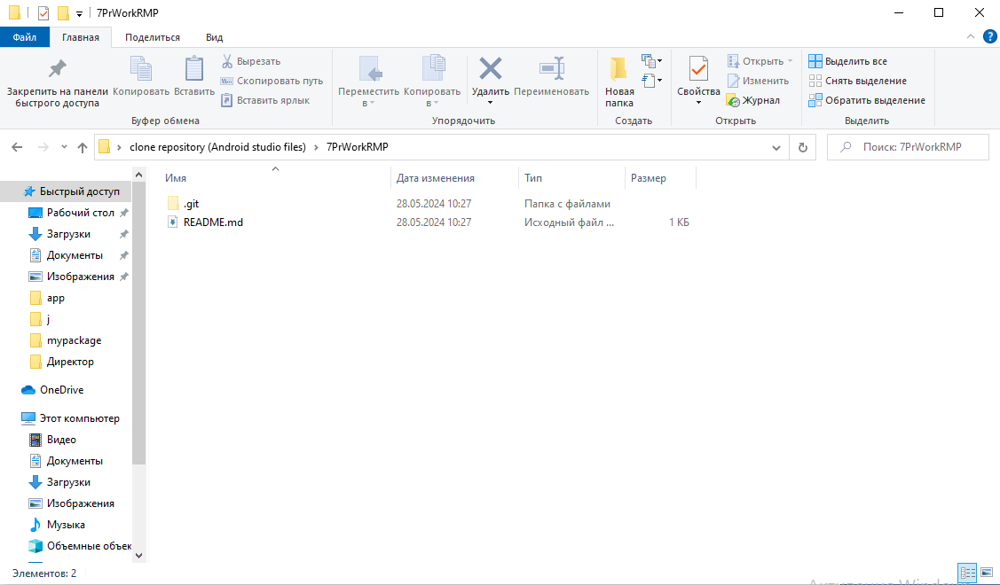 7PrWorkRMP
Файл Главная Поделиться Вид
Закрепить на панели быстрого доступа
Копировать
Вставить
Вырезать
Скопировать путь
Вставить ярлык
Буфер обмена
Переместить в
Копировать в
Удалить
Переименовать
Упорядочить
Новая папка
Создать
Свойства
Открыть
Изменить
Журнал
Открыть
Выделить все
Снять выделение
Обратить выделение
Выделить
clone repository (Android studio files) 7PrWorkRMP
Поиск: 7PrWorkRMP
Быстрый доступ
Рабочий стол
Загрузки
Документы
Изображения
app
j
mypackage
Директор
OneDrive
Этот компьютер
Видео
Документы
Загрузки
Изображения
Музыка
Объемные объек
Имя Дата изменения Тип Размер
.git 28.05.2024 10:27 Папка с файлами
README.md 28.05.2024 10:27 Исходный файл ... 1 КБ
Элементов: 2